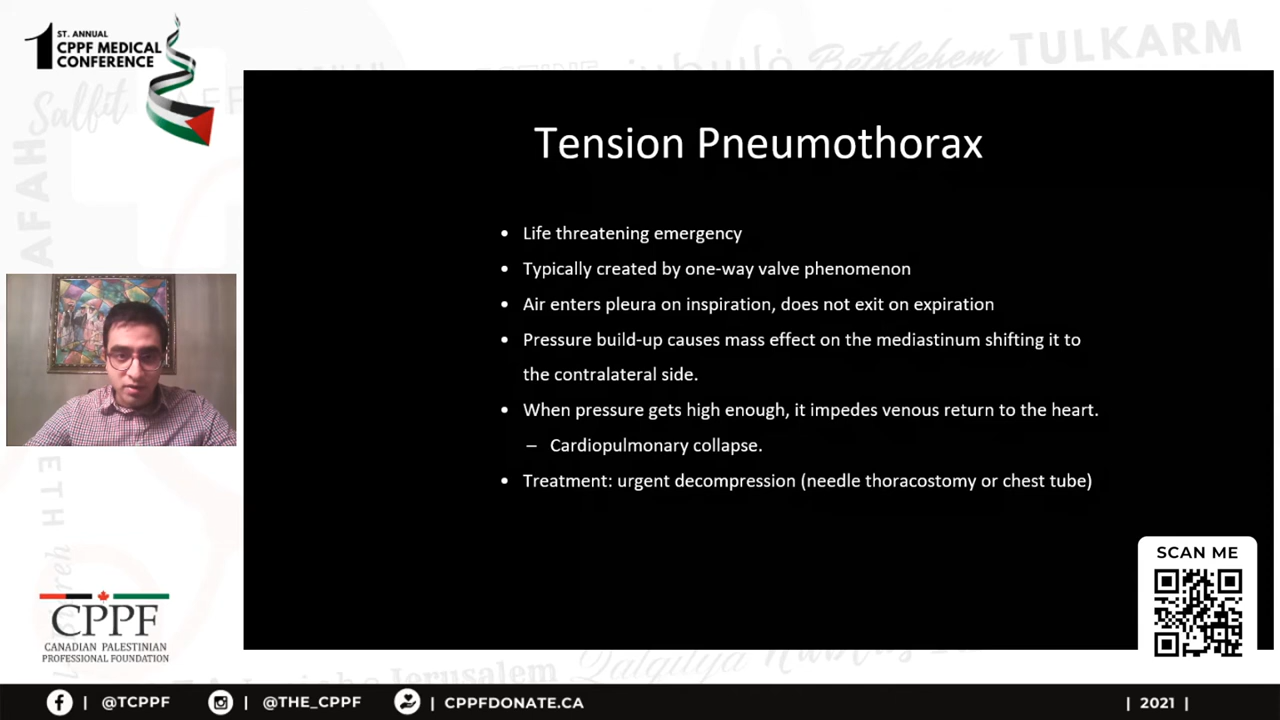 1
ST. ANNUAL
CPPF MEDICAL
CONFERENCE
Bethlehem
TULKARM
Salfit
AFAH
Tension Pneumothorax
• Life threatening emergency
• Typically created by one-way valve phenomenon
• Air enters pleura on inspiration, does not exit on expiration
• Pressure build-up causes mass effect on the mediastinum shifting it to
the contralateral side.
• When pressure gets high enough, it impedes venous return to the heart.
– Cardiopulmonary collapse.
• Treatment: urgent decompression (needle thoracostomy or chest tube)
SCAN ME
CPPF
CANADIAN PALESTINIAN
PROFESSIONAL FOUNDATION
Jerusalem
Qalqilya
| @TCPPF
| @THE_CPPF
| CPPFDONATE.CA
| 2021 |